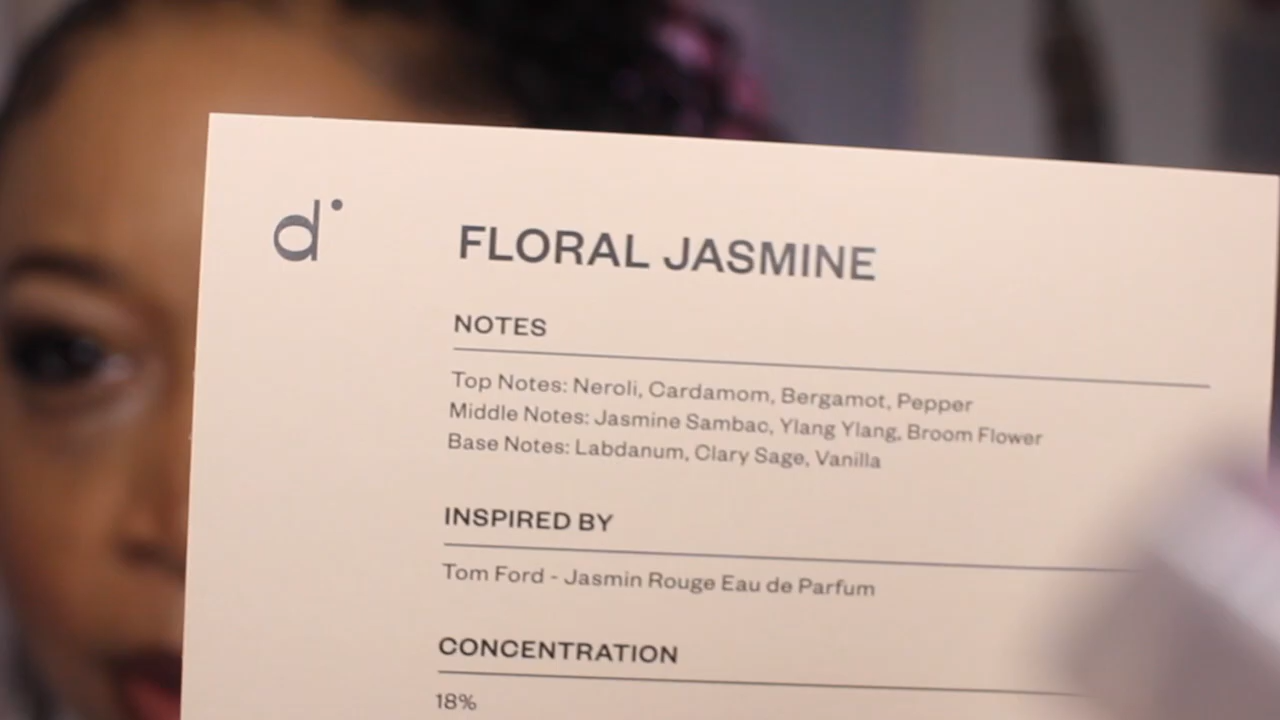 d
FLORAL JASMINE
NOTES
Top Notes: Neroli, Cardamom, Bergamot, Pepper
Middle Notes: Jasmine Sambac, Ylang Ylang, Broom Flower
Base Notes: Labdanum, Clary Sage, Vanilla
INSPIRED BY
Tom Ford - Jasmin Rouge Eau de Parfum
CONCENTRATION
18%